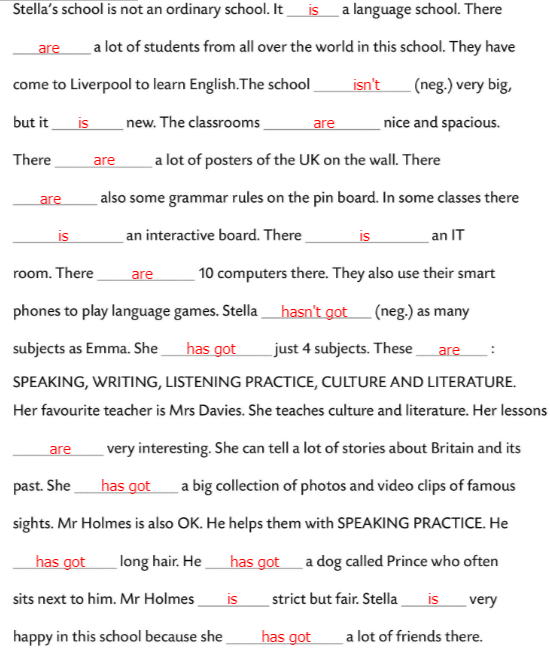 Stella's school is not an ordinary school. It is a language school. There
are a lot of students from all over the world in this school. They have
come to Liverpool to learn English.The school isn't (neg.) very big,
but it is new. The classrooms are nice and spacious.
There are a lot of posters of the UK on the wall. There
are also some grammar rules on the pin board. In some classes there
is an interactive board. There is an IT
room. There are 10 computers there. They also use their smart
phones to play language games. Stella hasn't got (neg.) as many
subjects as Emma. She has got just 4 subjects. These are :
SPEAKING, WRITING, LISTENING PRACTICE, CULTURE AND LITERATURE.
Her favourite teacher is Mrs Davies. She teaches culture and literature. Her lessons
are very interesting. She can tell a lot of stories about Britain and its
past. She has got a big collection of photos and video clips of famous
sights. Mr Holmes is also OK. He helps them with SPEAKING PRACTICE. He
has got long hair. He has got a dog called Prince who often
sits next to him. Mr Holmes is strict but fair. Stella is very
happy in this school because she has got a lot of friends there.